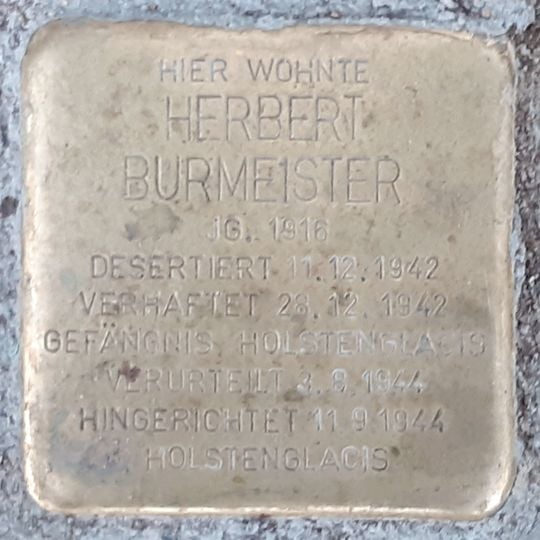 HIER WOHNTE
HERBERT
BURMEISTER
JG. 1916
DESERTIERT 11.12.1942
VERHAFTET 28.12.1942
GEFÄNGNIS HOLSTENGLACIS
VERURTEILT 3.8.1944
HINGERICHTET 11.9.1944
HOLSTENGLACIS